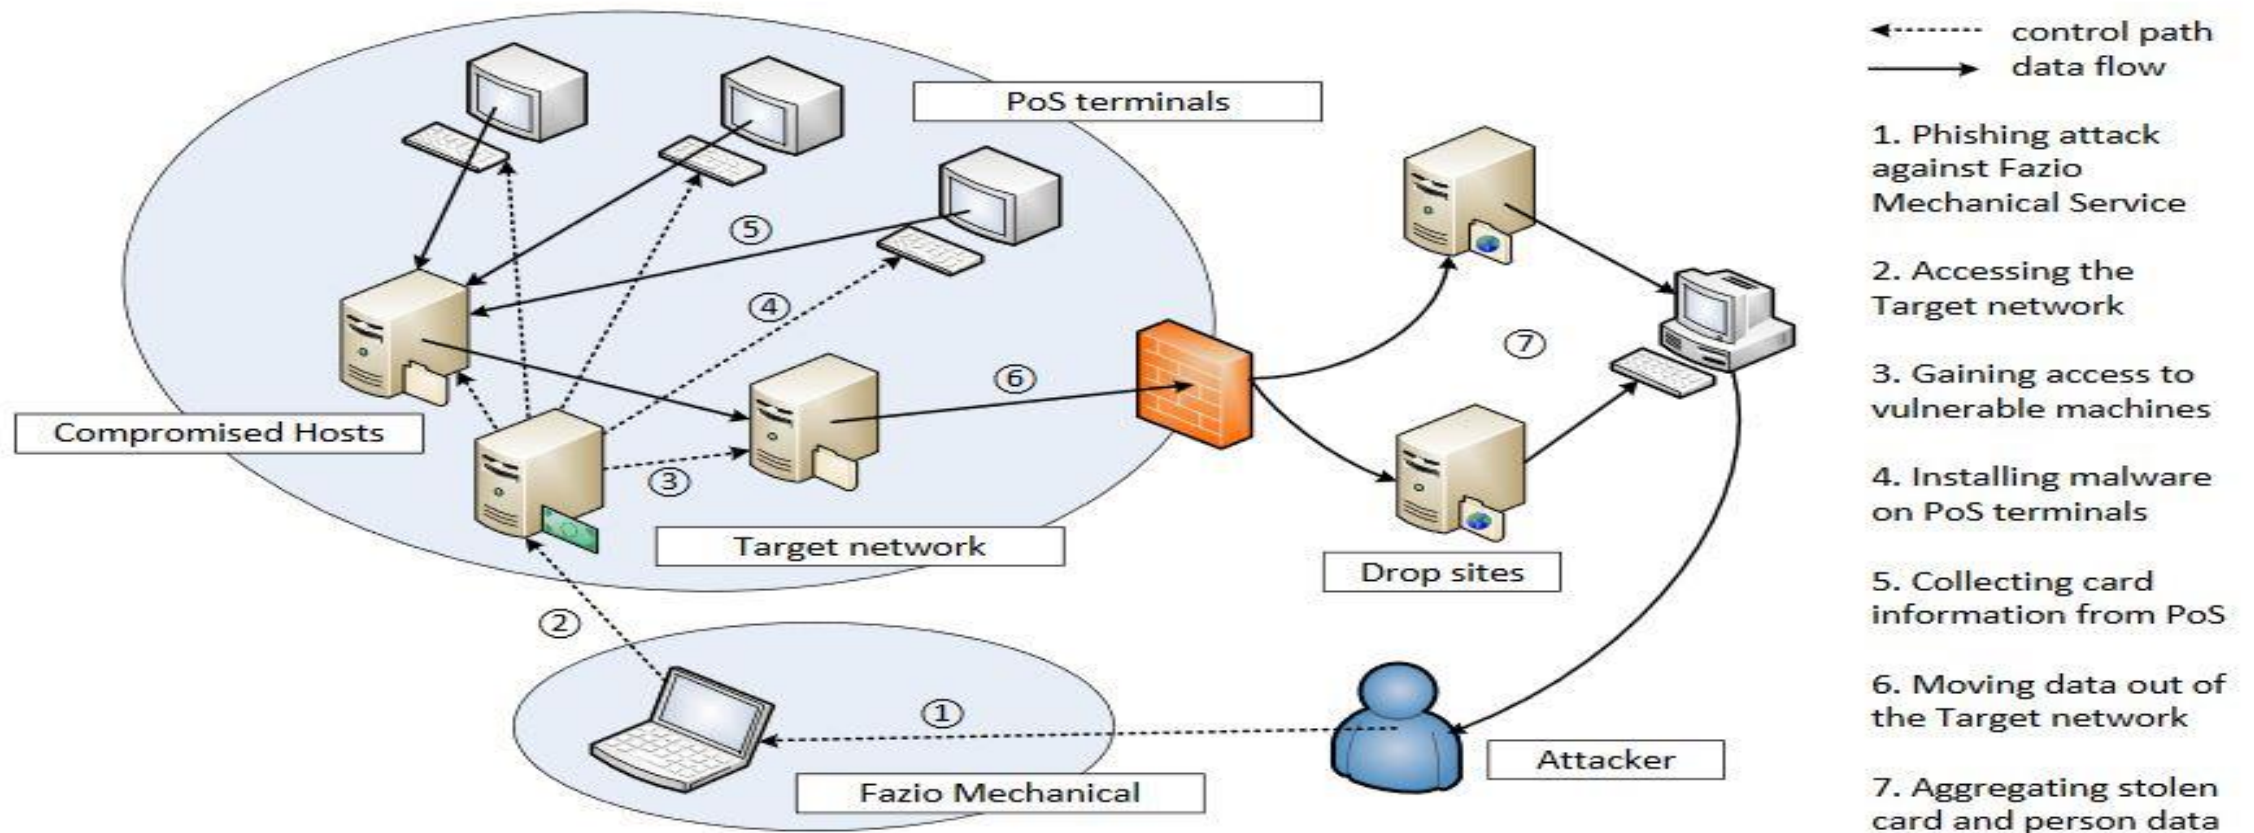 control path
data flow
PoS terminals
1. Phishing attack
against Fazio
Mechanical Service
5
2. Accessing the
Target network
4
7
6
3. Gaining access to
vulnerable machines
Compromised Hosts
3
4. Installing malware
on PoS terminals
Target network
Drop sites
5. Collecting card
information from PoS
2
6. Moving data out of
the Target network
1
Attacker
Fazio Mechanical
7. Aggregating stolen
card and person data